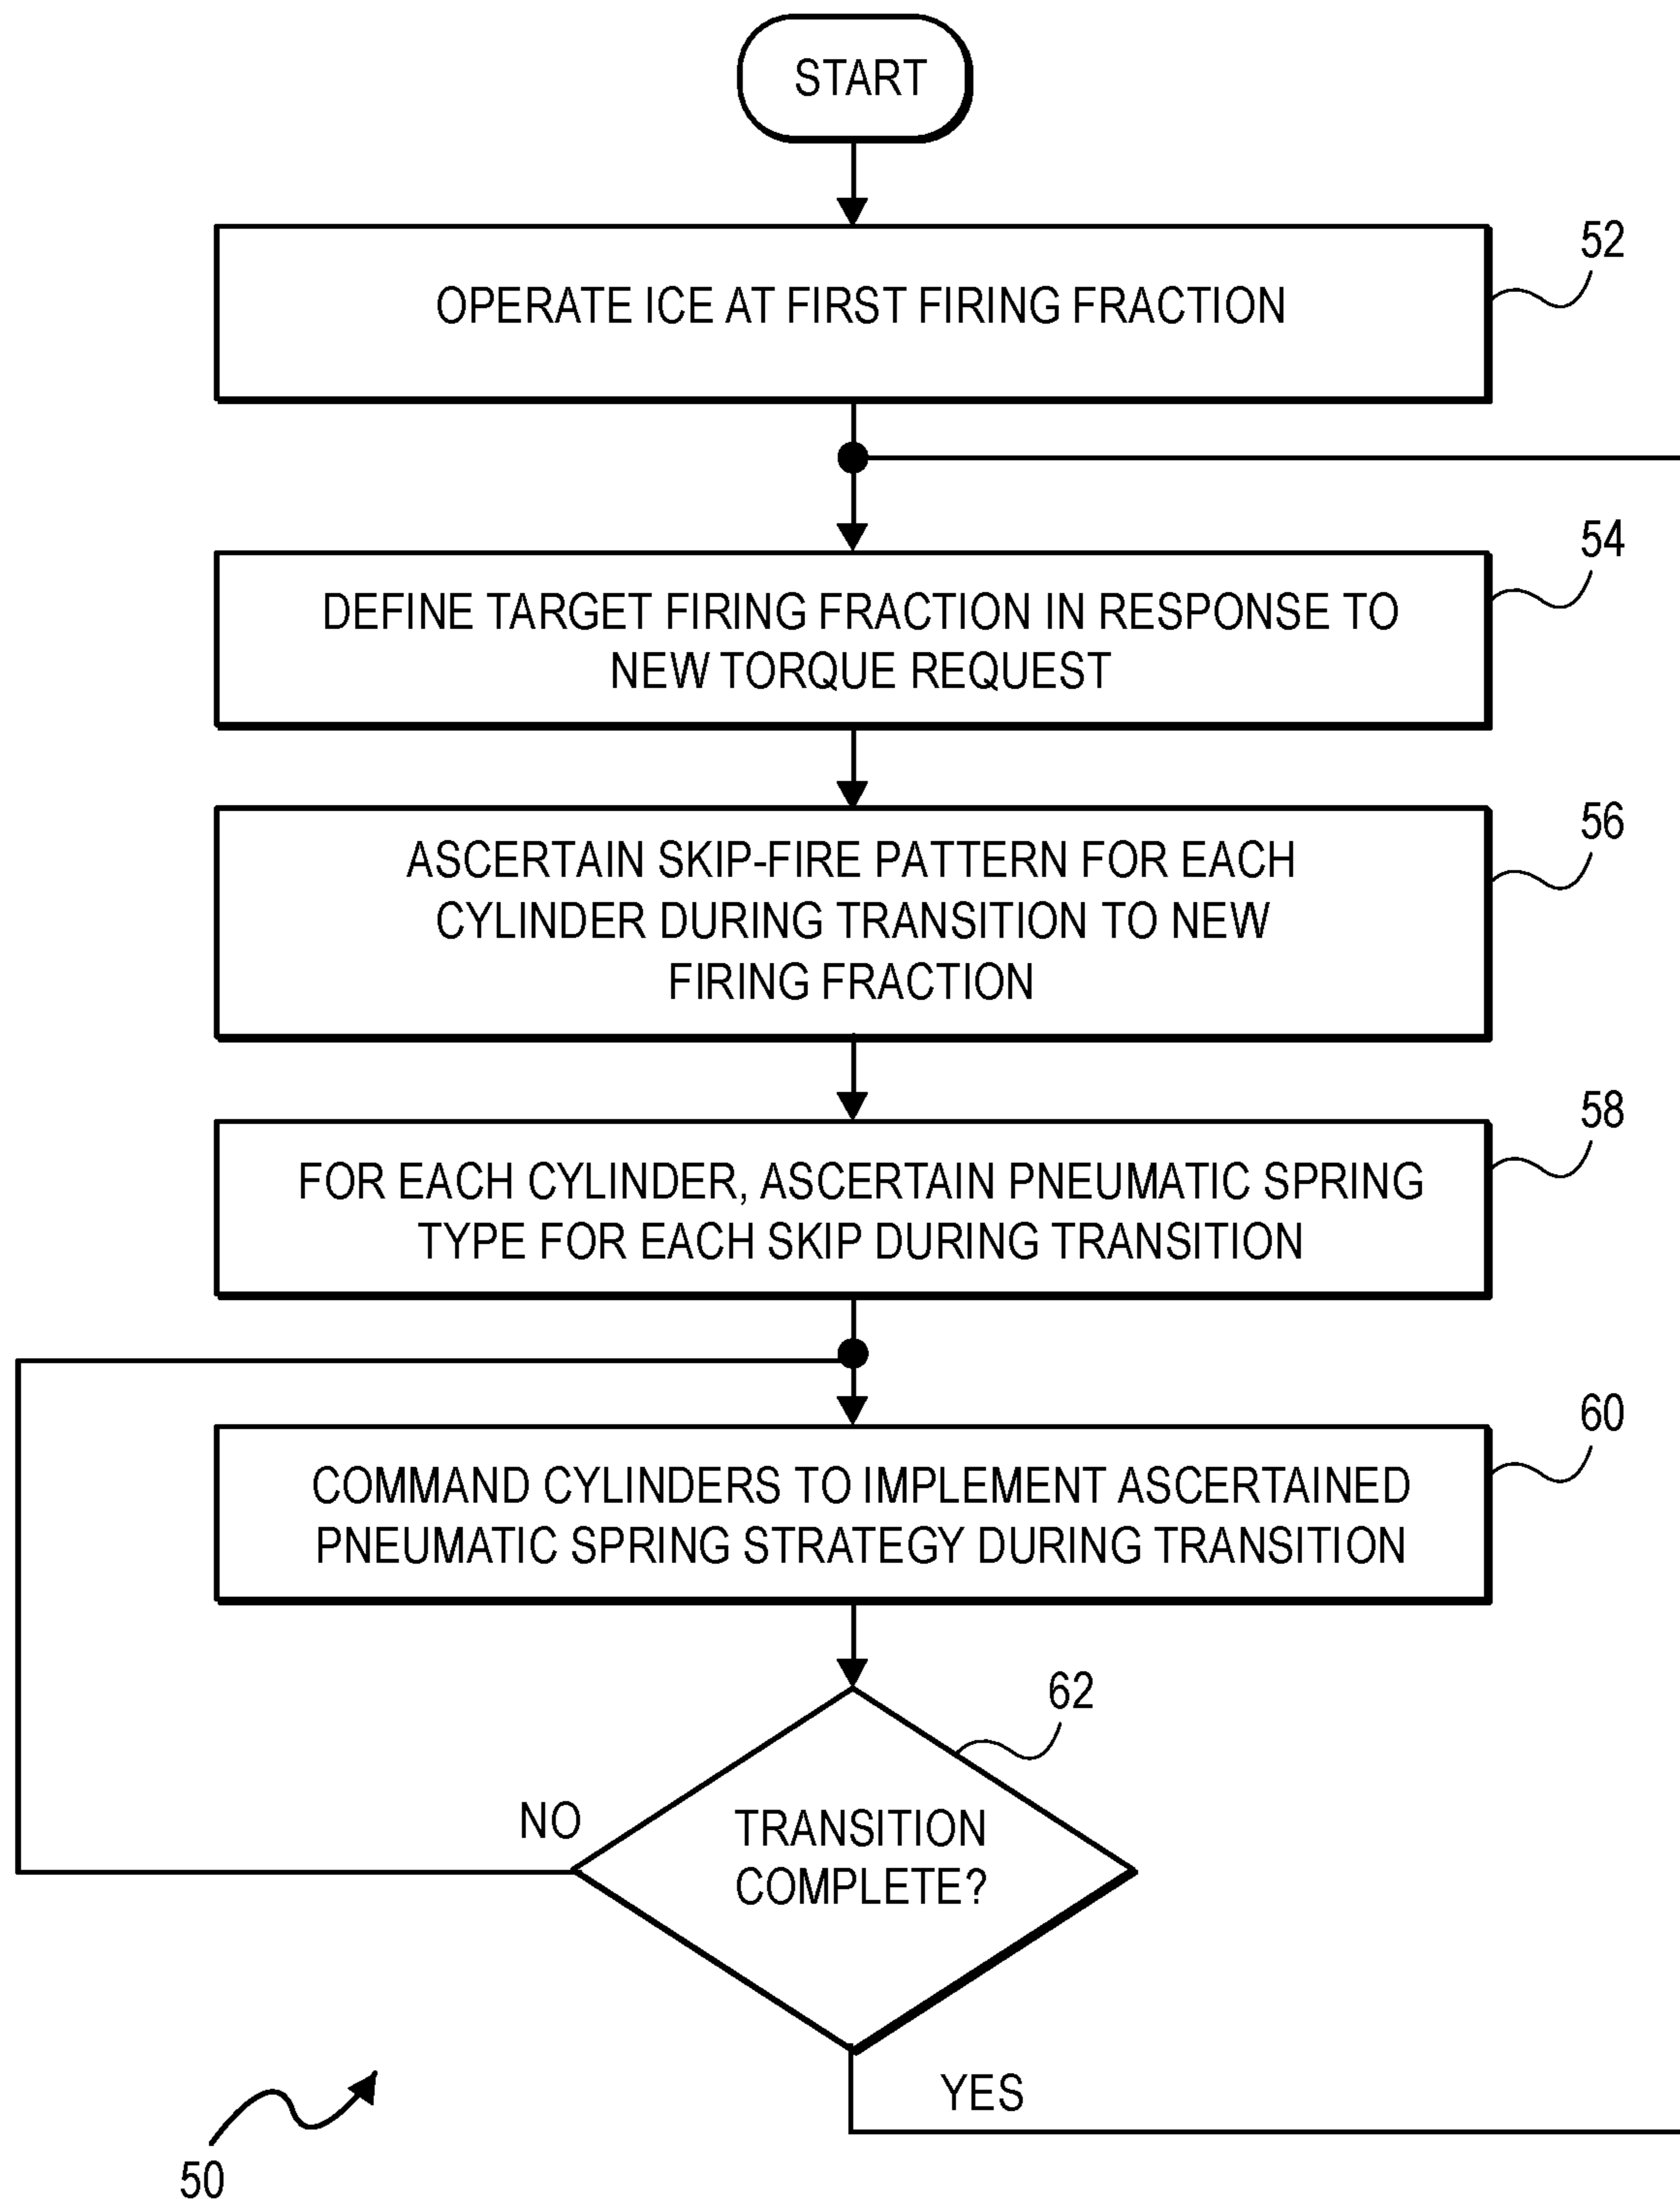 START
52
OPERATE ICE AT FIRST FIRING FRACTION
54
DEFINE TARGET FIRING FRACTION IN RESPONSE TO
NEW TORQUE REQUEST
56
ASCERTAIN SKIP-FIRE PATTERN FOR EACH
CYLINDER DURING TRANSITION TO NEW
FIRING FRACTION
58
FOR EACH CYLINDER, ASCERTAIN PNEUMATIC SPRING
TYPE FOR EACH SKIP DURING TRANSITION
60
COMMAND CYLINDERS TO IMPLEMENT ASCERTAINED
PNEUMATIC SPRING STRATEGY DURING TRANSITION
62
NO
TRANSITION
COMPLETE?
YES
50